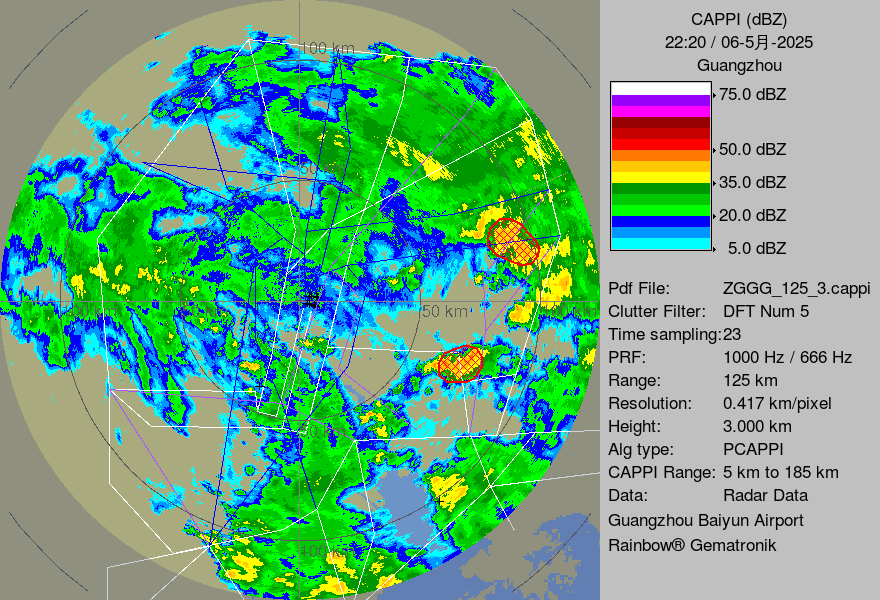 CAPPI (dBZ)
22:20 / 06-5月-2025
Guangzhou
75.0 dBZ
50.0 dBZ
35.0 dBZ
20.0 dBZ
5.0 dBZ
Pdf File: ZGGG_125_3.cappi
Clutter Filter: DFT Num 5
Time sampling:23
PRF: 1000 Hz / 666 Hz
Range: 125 km
Resolution: 0.417 km/pixel
Height: 3.000 km
Alg type: PCAPPI
CAPPI Range: 5 km to 185 km
Data: Radar Data
Guangzhou Baiyun Airport
Rainbow® Gematronik
100 km
50 km
100 km